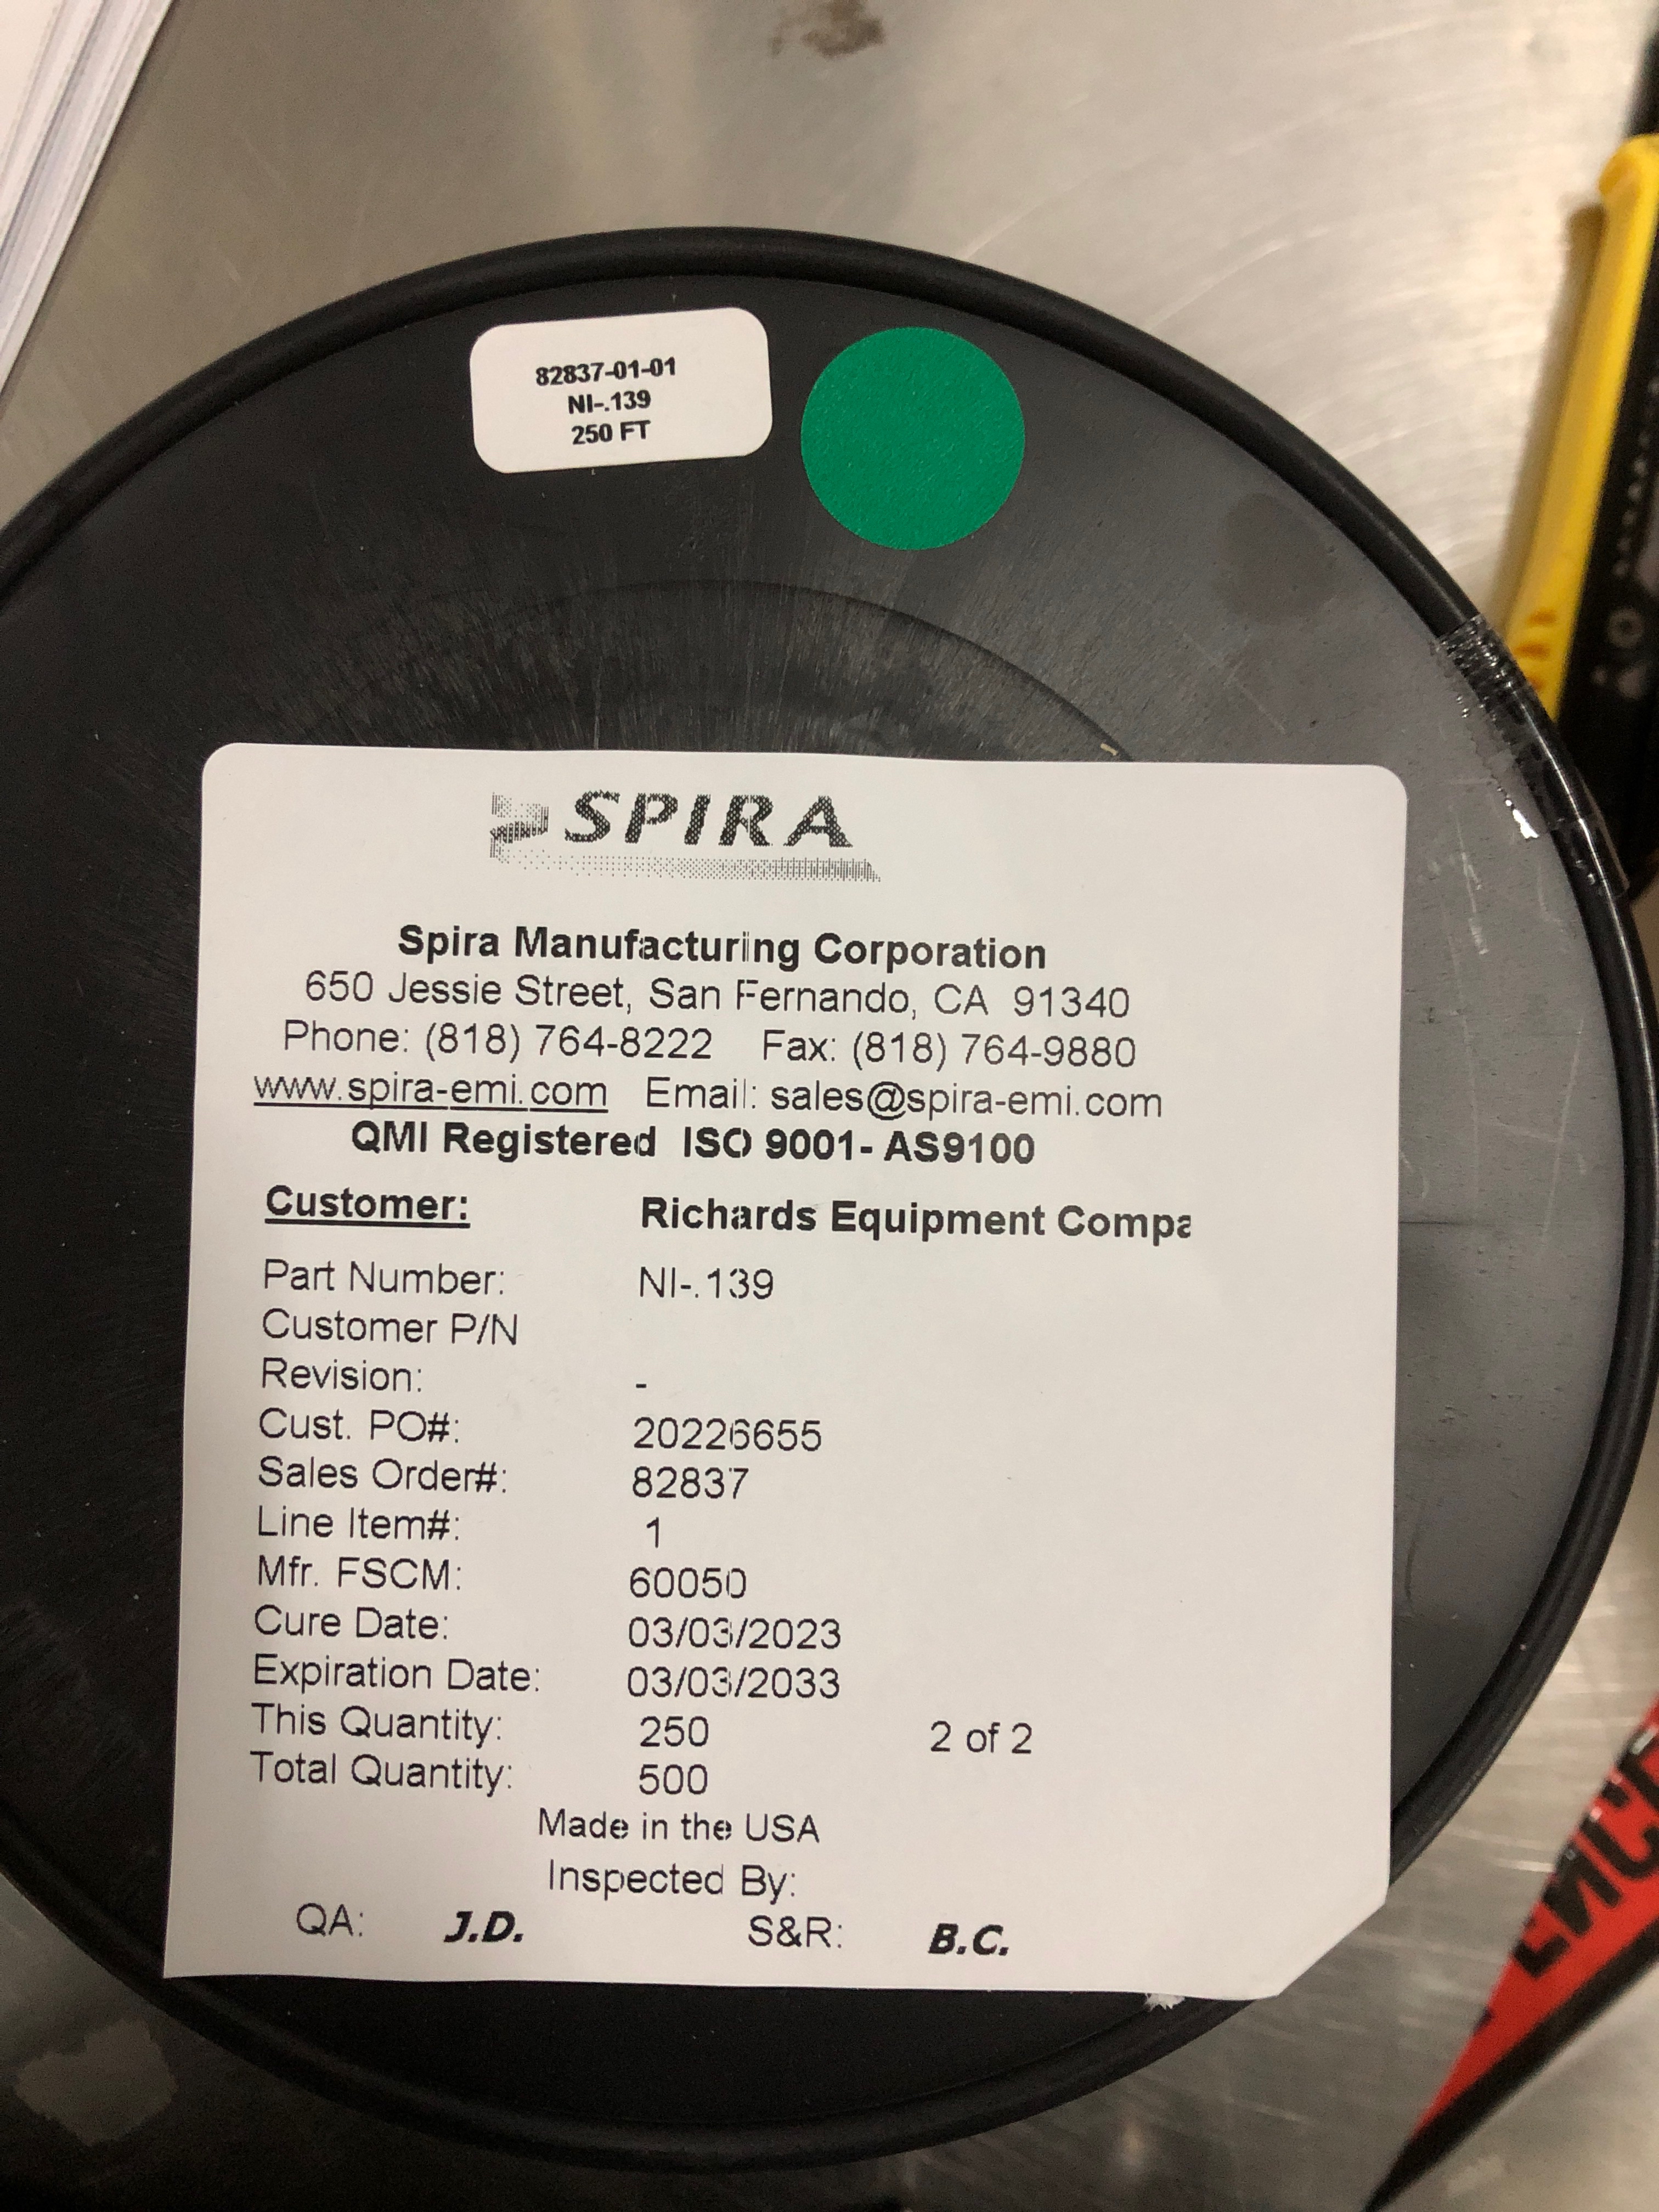 82837-01-01
NI-.139
250 FT
SPIRA
Spira Manufacturing Corporation
650 Jessie Street, San Fernando, CA 91340
Phone: (818) 764-8222 Fax: (818) 764-9880
www.spira-emi.com Email: sales@spira-emi.com
QMI Registered ISO 9001- AS9100
Customer: Richards Equipment Compa
Part Number: NI-.139
Customer P/N
Revision: -
Cust. PO#: 20226655
Sales Order#: 82837
Line Item#: 1
Mfr. FSCM: 60050
Cure Date: 03/03/2023
Expiration Date: 03/03/2033
This Quantity: 250 2 of 2
Total Quantity: 500
Made in the USA
Inspected By:
QA: J.D. S&R: B.C.